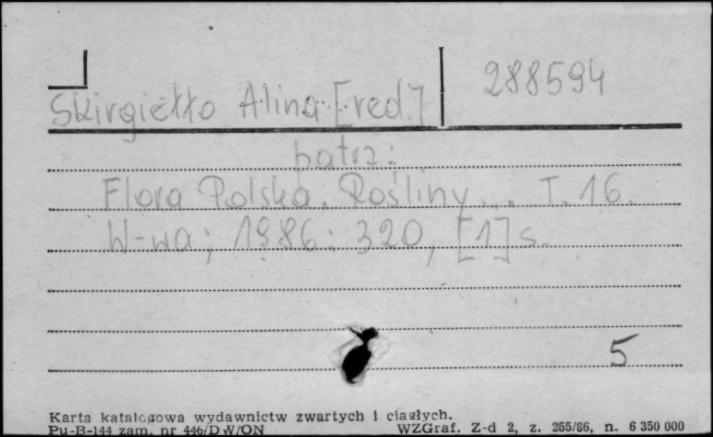 288594
Skirgiełło Alina [red.]
patrz:
Flora Polska. Rośliny... T. 16.
W-wa; 1986: 320, [1] s.
5
Karta katalogowa wydawnictw zwartych i ciągłych.
Pu-B-144 zam. nr 446/DW/ON WZGraf. Z-d 2, z. 265/86, n. 6 350 000